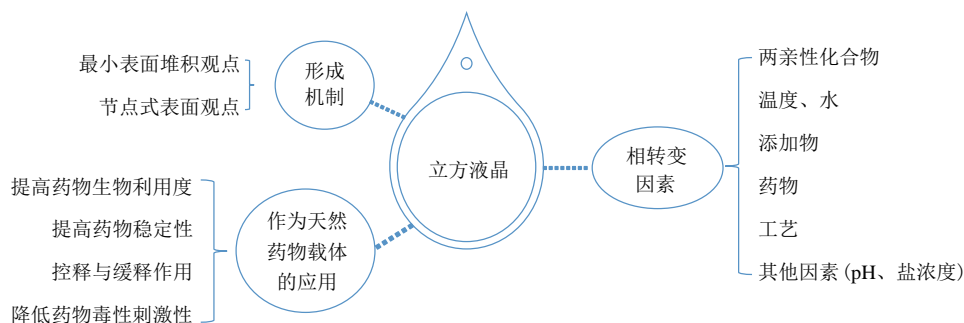 最小表面堆积观点
节点式表面观点
形成
机制
立方液晶
提高药物生物利用度
提高药物稳定性
控释与缓释作用
降低药物毒性刺激性
作为天然
药物载体
的应用
相转变
因素
两亲性化合物
温度、水
添加物
药物
工艺
其他因素(pH、盐浓度)